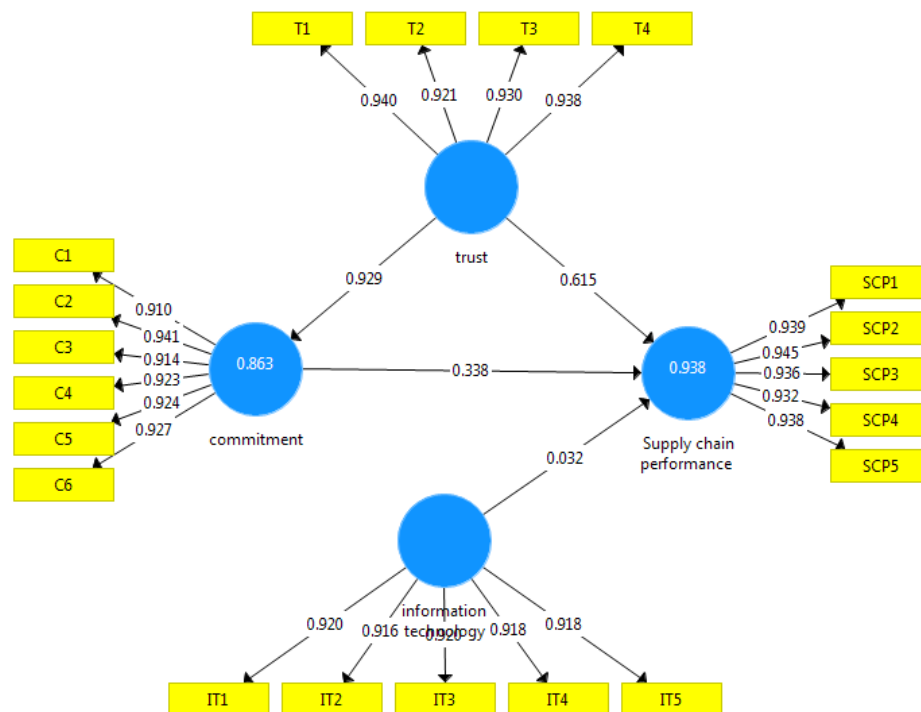 T1 T2 T3 T4
0.940 0.921 0.930 0.938
trust
0.929 0.615
C1
C2
C3
C4
C5
C6
0.910
0.941
0.914
0.923
0.924
0.927
0.863
commitment
0.338
0.938
Supply chain
performance
0.939
0.945
0.936
0.932
0.938
SCP1
SCP2
SCP3
SCP4
SCP5
0.032
information
technology
0.920 0.916 0.920 0.918 0.918
IT1 IT2 IT3 IT4 IT5